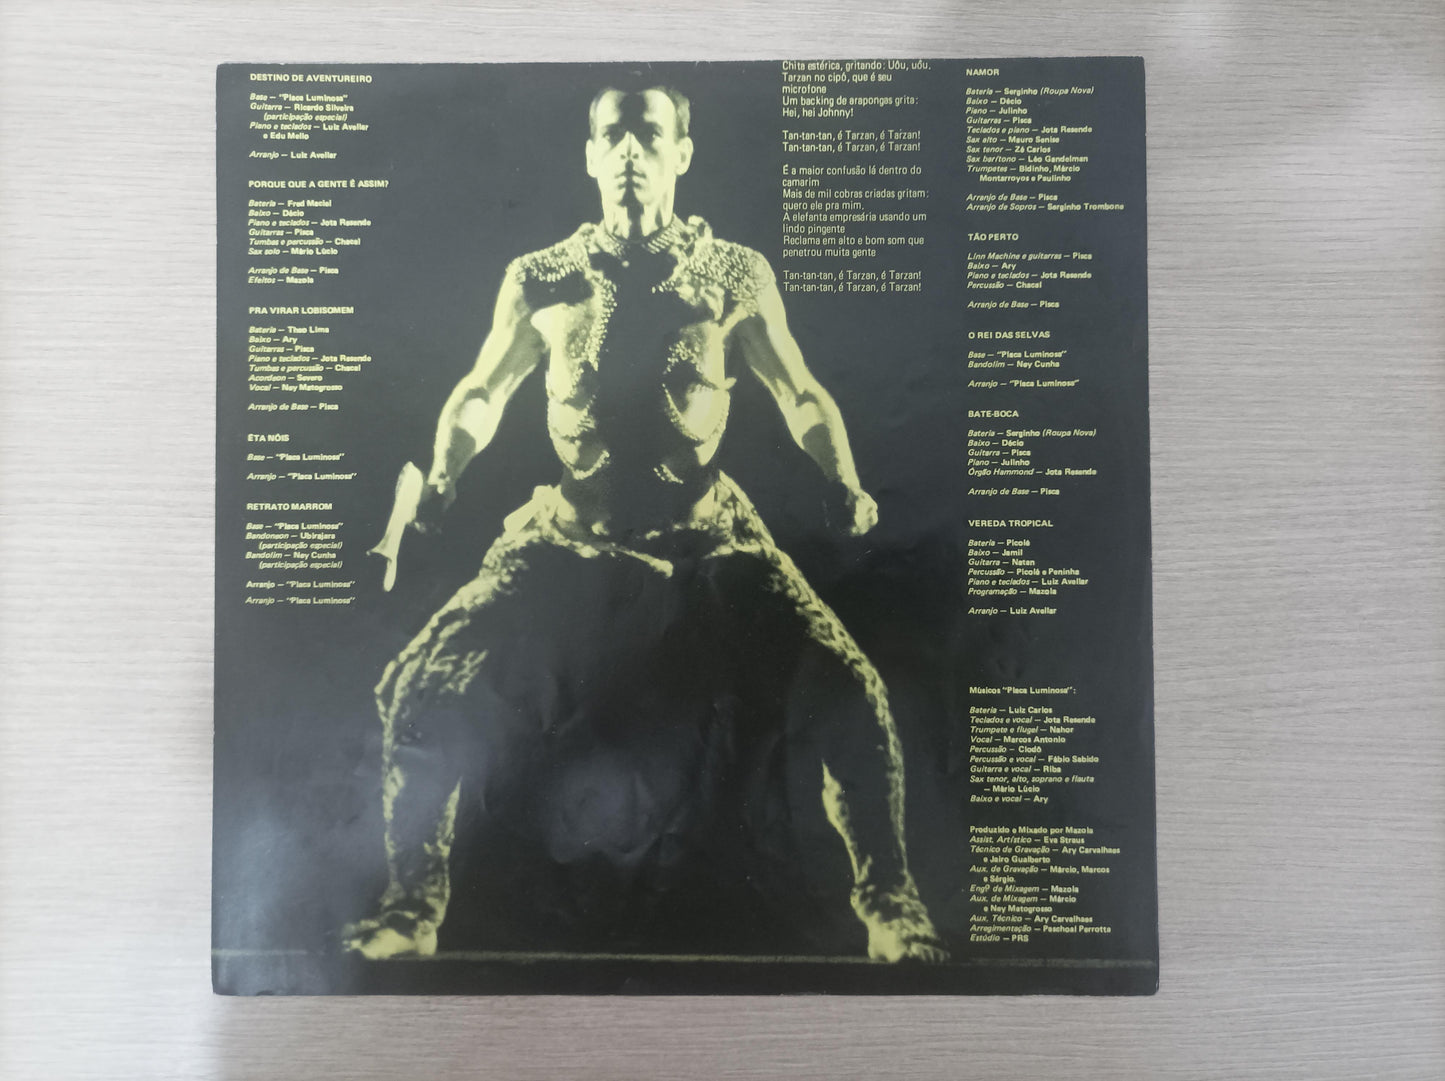 DESTINO DE AVENTUREIRO
Base — "Placa Luminosa"
Guitarra — Ricardo Silveira
(participação especial)
Piano e teclados — Luiz Avellar
e Edu Mello
Arranjo — Luiz Avellar
PORQUE QUE A GENTE É ASSIM?
Bateria — Fred Maciel
Baixo — Décio
Piano e teclados — Jota Resende
Guitarras — Pisca
Tumbas e percussão — Chacal
Sax solo — Mário Lúcio
Arranjo de Base — Pisca
Efeitos — Mazola
PRA VIRAR LOBISOMEM
Bateria — Theo Lima
Baixo — Ary
Guitarras — Pisca
Piano e teclados — Jota Resende
Tumbas e percussão — Chacal
Acordeon — Severo
Vocal — Ney Matogrosso
Arranjo de Base — Pisca
ÊTA NÓIS
Base — "Placa Luminosa"
Arranjo — "Placa Luminosa"
RETRATO MARROM
Base — "Placa Luminosa"
Bandoneon — Ubirajara
(participação especial)
Bandolim — Ney Cunha
(participação especial)
Arranjo — "Placa Luminosa"
Arranjo — "Placa Luminosa"
Chita estérica, gritando: Uôu, uôu.
Tarzan no cipó, que é seu
microfone
Um backing de arapongas grita:
Hei, hei Johnny!
Tan-tan-tan, é Tarzan, é Tarzan!
Tan-tan-tan, é Tarzan, é Tarzan!
É a maior confusão lá dentro do
camarim
Mais de mil cobras criadas gritam:
quero ele pra mim.
A elefanta empresária usando um
lindo pingente
Reclama em alto e bom som que
penetrou muita gente
Tan-tan-tan, é Tarzan, é Tarzan!
Tan-tan-tan, é Tarzan, é Tarzan!
NAMOR
Bateria — Serginho (Roupa Nova)
Baixo — Décio
Piano — Julinho
Guitarras — Pisca
Teclados e piano — Jota Resende
Sax alto — Mauro Senise
Sax tenor — Zé Carlos
Sax barítono — Léo Gandelman
Trumpetes — Bidinho, Márcio
Montarroyos e Paulinho
Arranjo de Base — Pisca
Arranjo de Sopros — Serginho Trombone
TÃO PERTO
Linn Machine e guitarras — Pisca
Baixo — Ary
Piano e teclados — Jota Resende
Percussão — Chacal
Arranjo de Base — Pisca
O REI DAS SELVAS
Base — "Placa Luminosa"
Bandolim — Ney Cunha
Arranjo — "Placa Luminosa"
BATE-BOCA
Bateria — Serginho (Roupa Nova)
Baixo — Décio
Guitarra — Pisca
Piano — Julinho
Órgão Hammond — Jota Resende
Arranjo de Base — Pisca
VEREDA TROPICAL
Bateria — Picolé
Baixo — Jamil
Guitarra — Naten
Percussão — Picolé e Peninha
Piano e teclados — Luiz Avellar
Programação — Mazola
Arranjo — Luiz Avellar
Músicos "Placa Luminosa":
Bateria — Luiz Carlos
Teclados e vocal — Jota Resende
Trumpete e flugel — Nahor
Vocal — Marcos Antonio
Percussão — Clodô
Percussão e vocal — Fábio Sabido
Guitarra e vocal — Riba
Sax tenor, alto, soprano e flauta
— Mário Lúcio
Baixo e vocal — Ary
Produzido e Mixado por Mazola
Assist. Artístico — Eva Straus
Técnico de Gravação — Ary Carvalhaes
e Jairo Gualberto
Aux. de Gravação — Márcio, Marcos
e Sérgio.
Engº de Mixagem — Mazola
Aux. de Mixagem — Márcio
e Ney Matogrosso
Aux. Técnico — Ary Carvalhaes
Arregimentação — Paschoal Perrotta
Estúdio — PRS